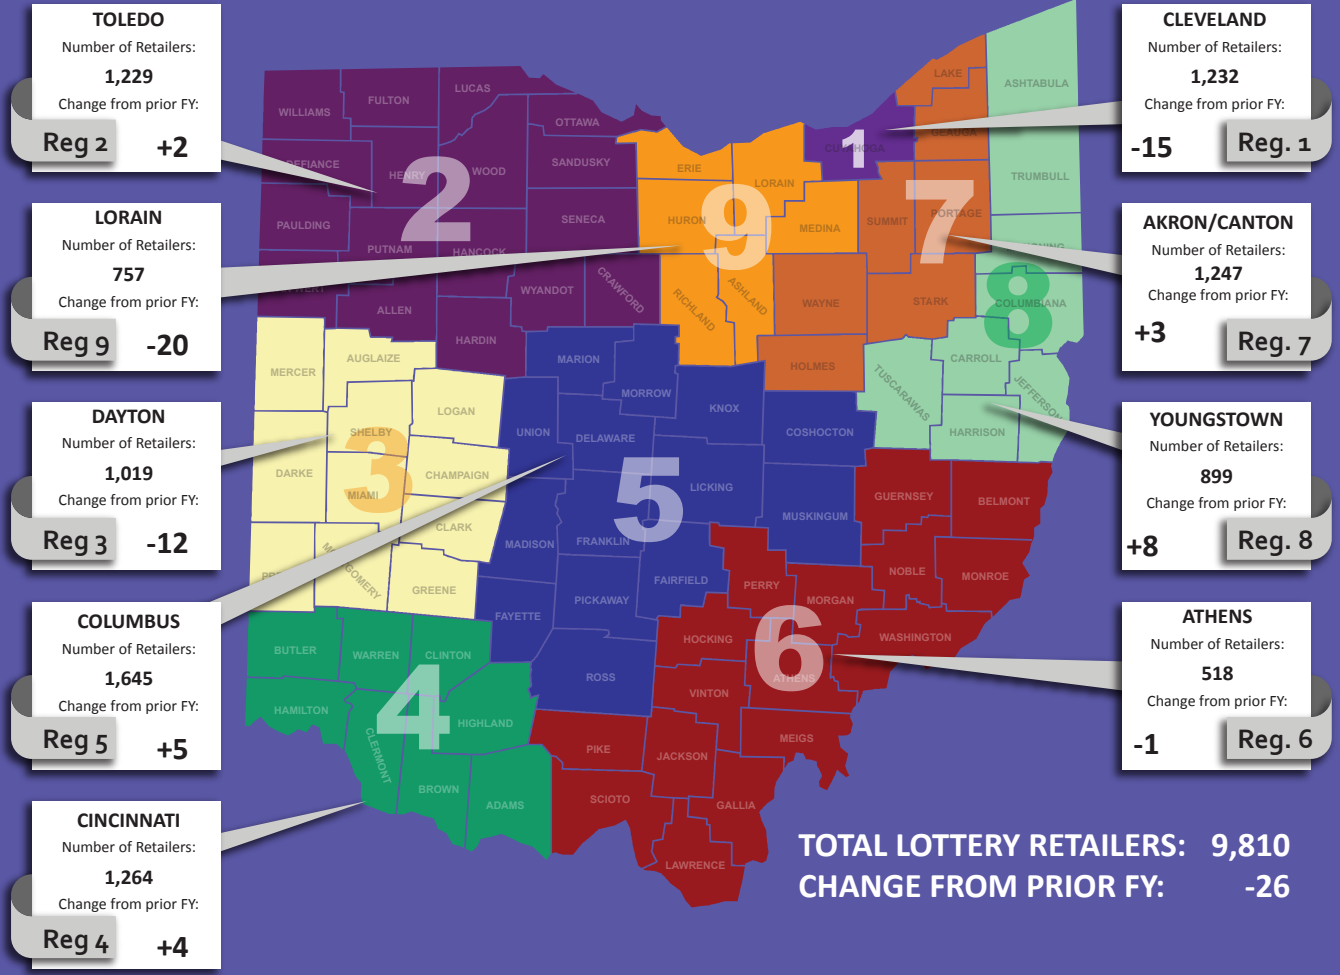 TOLEDO
Number of Retailers:
1,229
Change from prior FY:
Reg 2
+2
LORAIN
Number of Retailers:
757
Change from prior FY:
Reg 9
-20
DAYTON
Number of Retailers:
1,019
Change from prior FY:
Reg 3
-12
COLUMBUS
Number of Retailers:
1,645
Change from prior FY:
Reg 5
+5
CINCINNATI
Number of Retailers:
1,264
Change from prior FY:
Reg 4
+4
WILLIAMS
FULTON
LUCAS
OTTAWA
HENRY
WOOD
SANDUSKY
PAULDING
PUTNAM
HANCOCK
SENECA
ALLEN
WYANDOT
CRAWFORD
HARDIN
2
ERIE
LORAIN
HURON
MEDINA
RICHLAND
ASHLAND
9
1
LAKE
GEAUGA
SUMMIT
PORTAGE
WAYNE
STARK
HOLMES
7
ASHTABULA
TRUMBULL
COLUMBIANA
CARROLL
TUSCARAWAS
JEFFERSON
HARRISON
8
MERCER
AUGLAIZE
LOGAN
SHELBY
DARKE
MIAMI
CHAMPAIGN
CLARK
GREENE
3
MARION
MORROW
KNOX
UNION
DELAWARE
COSHOCTON
LICKING
MUSKINGUM
MADISON
FRANKLIN
FAIRFIELD
FAYETTE
PICKAWAY
ROSS
5
BUTLER
WARREN
CLINTON
HAMILTON
CLERMONT
HIGHLAND
BROWN
ADAMS
4
GUERNSEY
BELMONT
NOBLE
MONROE
PERRY
MORGAN
WASHINGTON
HOCKING
ATHENS
VINTON
MEIGS
PIKE
JACKSON
SCIOTO
GALLIA
LAWRENCE
6
CLEVELAND
Number of Retailers:
1,232
Change from prior FY:
-15
Reg. 1
AKRON/CANTON
Number of Retailers:
1,247
Change from prior FY:
+3
Reg. 7
YOUNGSTOWN
Number of Retailers:
899
Change from prior FY:
+8
Reg. 8
ATHENS
Number of Retailers:
518
Change from prior FY:
-1
Reg. 6
TOTAL LOTTERY RETAILERS: 9,810
CHANGE FROM PRIOR FY: -26